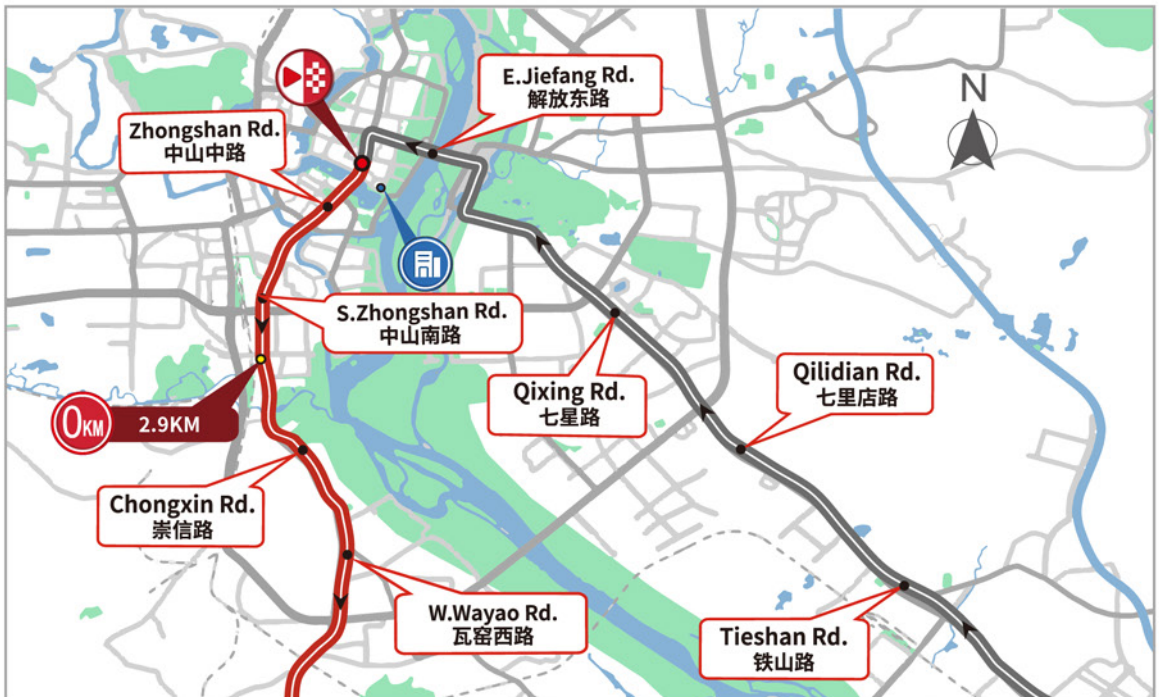 N
E.Jiefang Rd.
解放东路
Zhongshan Rd.
中山中路
S.Zhongshan Rd.
中山南路
Qixing Rd.
七星路
Qilidian Rd.
七里店路
0KM 2.9KM
Chongxin Rd.
崇信路
W.Wayao Rd.
瓦窑西路
Tieshan Rd.
铁山路